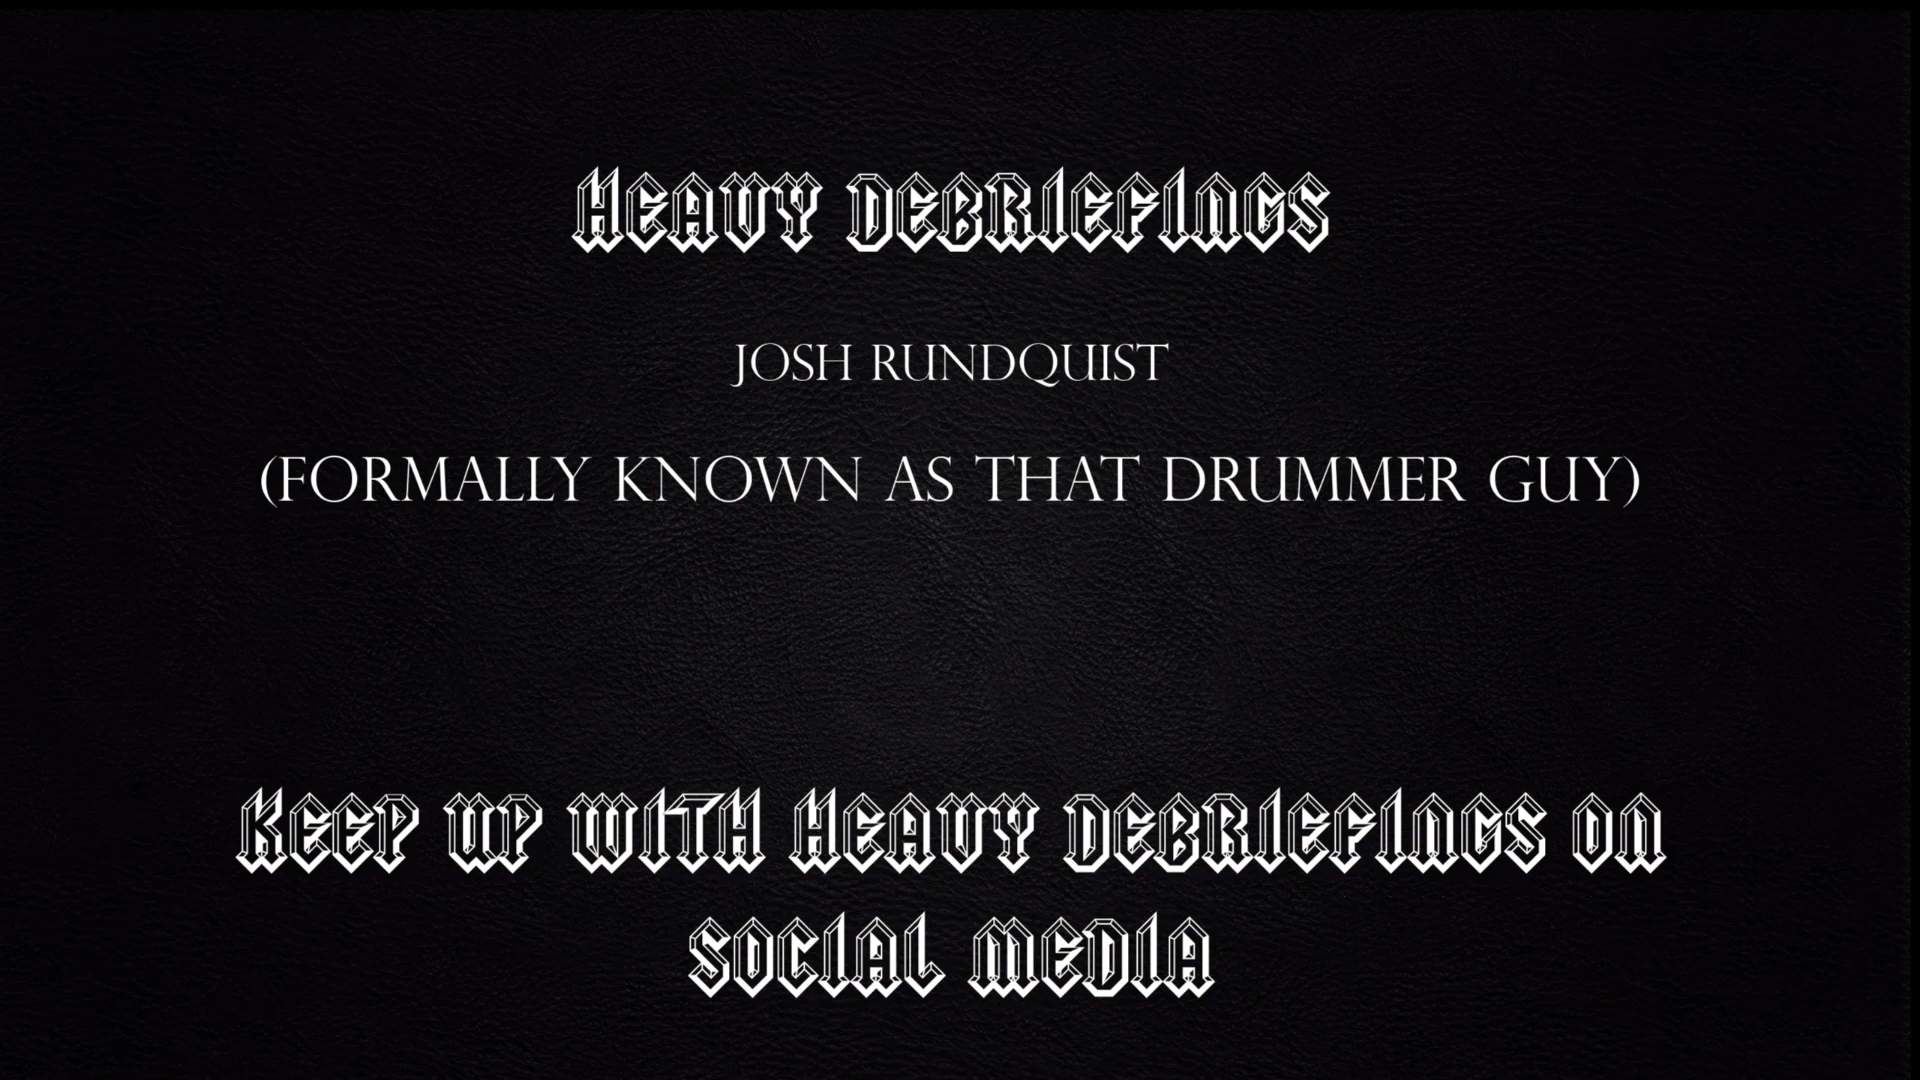 Heavy Debriefings
Josh Rundquist
(Formally known as That Drummer Guy)
Keep up with Heavy Debriefings on
social media